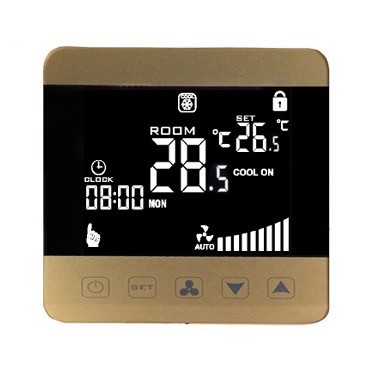 SET
ROOM
28.5 °C
26.5 °C
COOL ON
CLOCK
08:00 MON
AUTO
SET